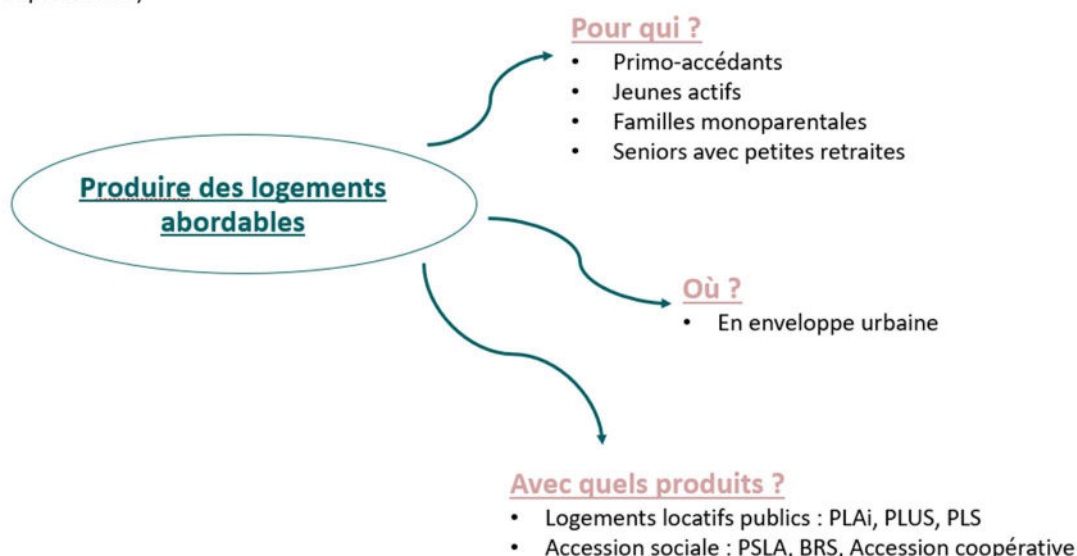 Pour qui ?
• Primo-accédants
• Jeunes actifs
• Familles monoparentales
• Seniors avec petites retraites
Produire des logements
abordables
Où ?
• En enveloppe urbaine
Avec quels produits ?
• Logements locatifs publics : PLAi, PLUS, PLS
• Accession sociale : PSLA, BRS, Accession coopérative